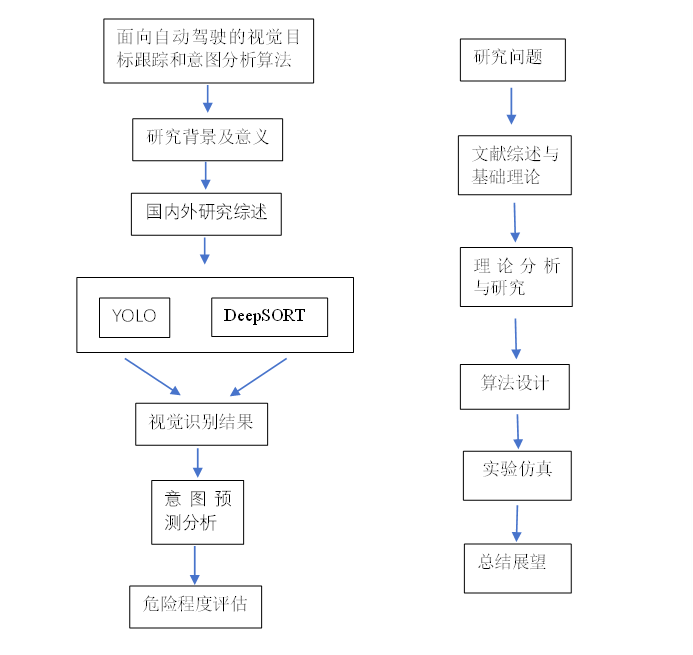 面向自动驾驶的视觉目
标跟踪和意图分析算法
研究背景及意义
国内外研究综述
YOLO
DeepSORT
视觉识别结果
意图预
测分析
危险程度评估
研究问题
文献综述与
基础理论
理论分析
与研究
算法设计
实验仿真
总结展望